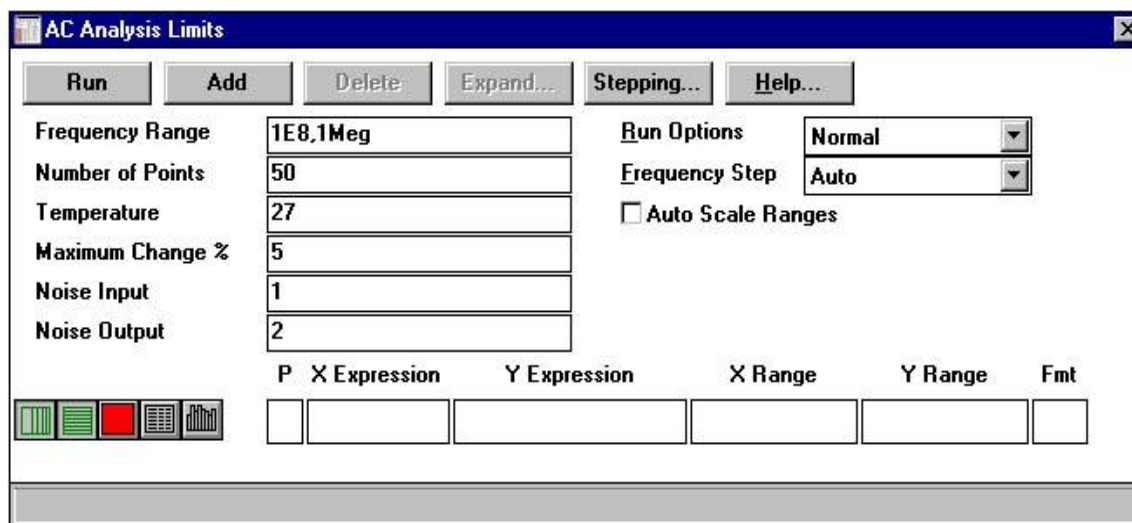 AC Analysis Limits
Run Add Delete Expand... Stepping... Help...
Frequency Range 1E8,1Meg Run Options Normal
Number of Points 50 Frequency Step Auto
Temperature 27 Auto Scale Ranges
Maximum Change % 5
Noise Input 1
Noise Output 2
P X Expression Y Expression X Range Y Range Fmt